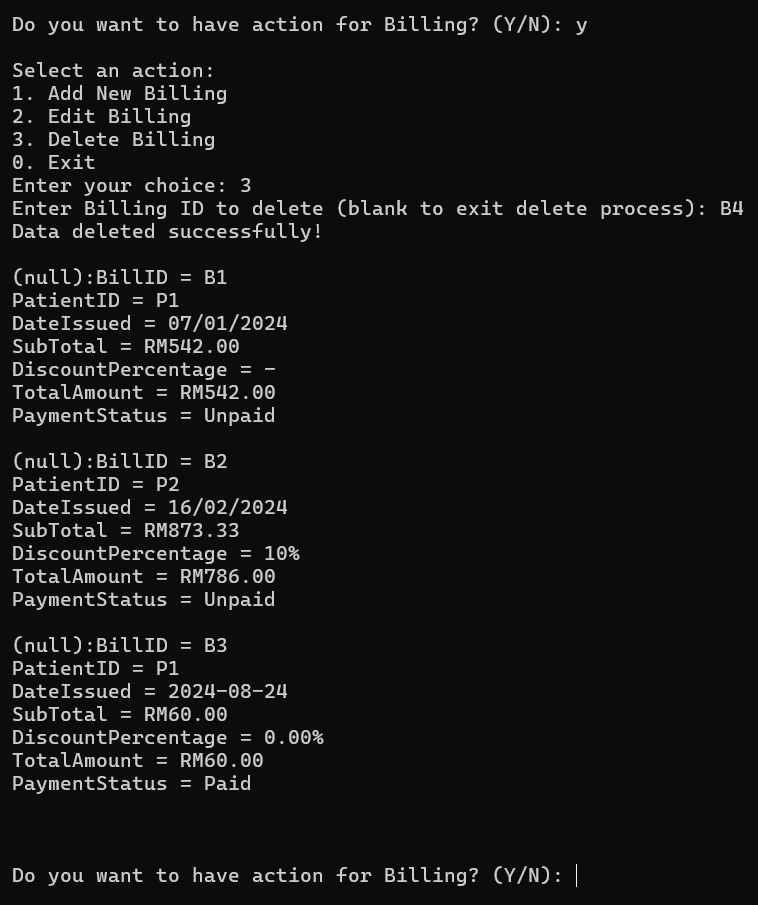 Do you want to have action for Billing? (Y/N): y
Select an action:
1. Add New Billing
2. Edit Billing
3. Delete Billing
0. Exit
Enter your choice: 3
Enter Billing ID to delete (blank to exit delete process): B4
Data deleted successfully!
(null):BillID = B1
PatientID = P1
DateIssued = 07/01/2024
SubTotal = RM542.00
DiscountPercentage = -
TotalAmount = RM542.00
PaymentStatus = Unpaid
(null):BillID = B2
PatientID = P2
DateIssued = 16/02/2024
SubTotal = RM873.33
DiscountPercentage = 10%
TotalAmount = RM786.00
PaymentStatus = Unpaid
(null):BillID = B3
PatientID = P1
DateIssued = 2024-08-24
SubTotal = RM60.00
DiscountPercentage = 0.00%
TotalAmount = RM60.00
PaymentStatus = Paid
Do you want to have action for Billing? (Y/N):